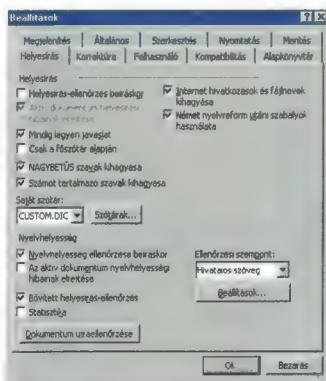 Beállítások
Megjelenítés Általános Szerkesztés Nyomtatás Mentés
Helyesírás Korrektúra Felhasználó Kompatibilitás Alapkönyvtár
Helyesírás
Helyesírás-ellenőrzés beíráskor
Mindig legyen javaslat
Csak a főszótár alapján
NAGYBETŰS szavak kihagyása
Számot tartalmazó szavak kihagyása
Internet hivatkozások és fájlnevek
kihagyása
Német nyelvreform utáni szabályok
használata
Saját szótár:
CUSTOM.DIC Szótárak...
Nyelvhelyesség
Nyelvhelyesség ellenőrzése beíráskor
Az aktív dokumentum nyelvhelyességi
hibáinak elrejtése
Bővített helyesírás-ellenőrzés
Statisztika
Ellenőrzési szempont:
Hivatalos szöveg
Beállítások...
Dokumentum újraellenőrzése
OK Bezárás